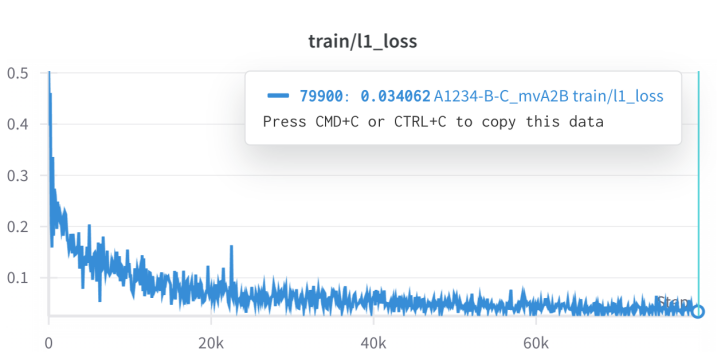 train/l1_loss
0.5
79900: 0.034062 A1234-B-C_mvA2B train/l1_loss
Press CMD+C or CTRL+C to copy this data
0.4
0.3
0.2
0.1
Step
0 20k 40k 60k